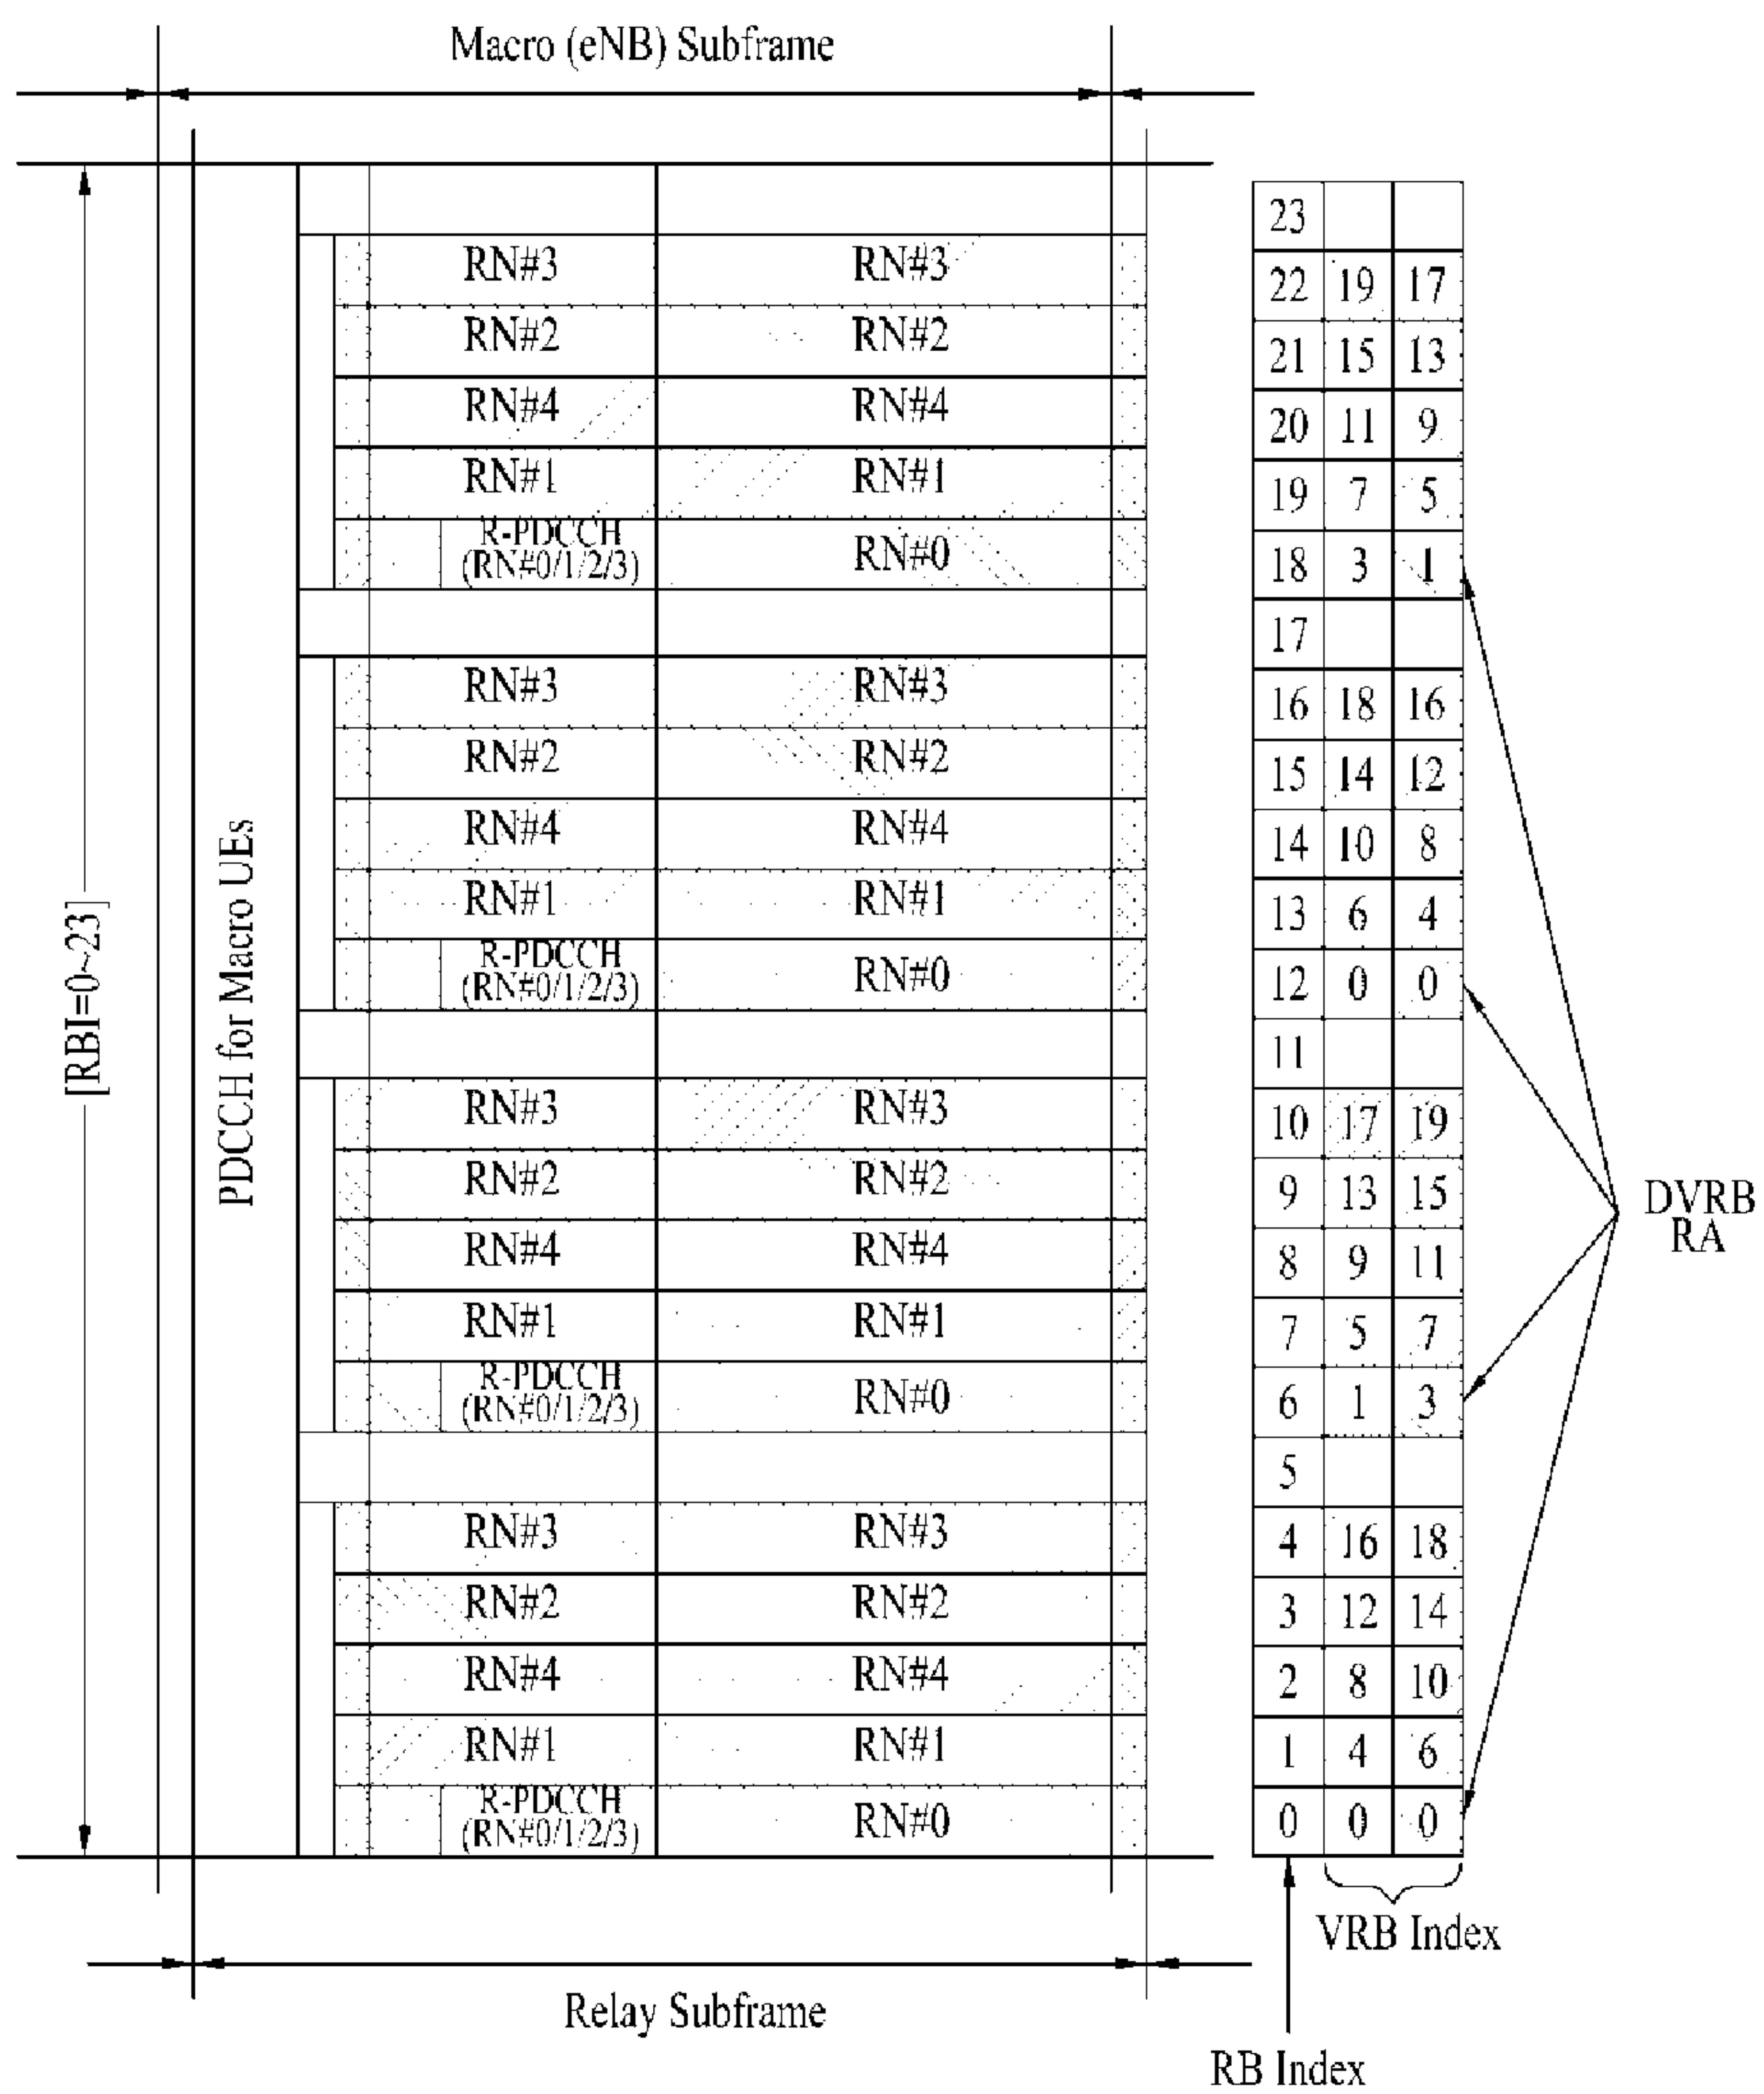 Macro (eNB) Subframe
[RBI=0~23]
PDCCH for Macro UEs
RN#3 RN#3
RN#2 RN#2
RN#4 RN#4
RN#1 RN#1
R-PDCCH
(RN#0/1/2/3) RN#0
RN#3 RN#3
RN#2 RN#2
RN#4 RN#4
RN#1 RN#1
R-PDCCH
(RN#0/1/2/3) RN#0
RN#3 RN#3
RN#2 RN#2
RN#4 RN#4
RN#1 RN#1
R-PDCCH
(RN#0/1/2/3) RN#0
RN#3 RN#3
RN#2 RN#2
RN#4 RN#4
RN#1 RN#1
R-PDCCH
(RN#0/1/2/3) RN#0
23
22 19 17
21 15 13
20 11 9
19 7 5
18 3 1
17
16 18 16
15 14 12
14 10 8
13 6 4
12 0 0
11
10 17 19
9 13 15
8 9 11
7 5 7
6 1 3
5
4 16 18
3 12 14
2 8 10
1 4 6
0 0 0
DVRB
RA
VRB Index
Relay Subframe
RB Index